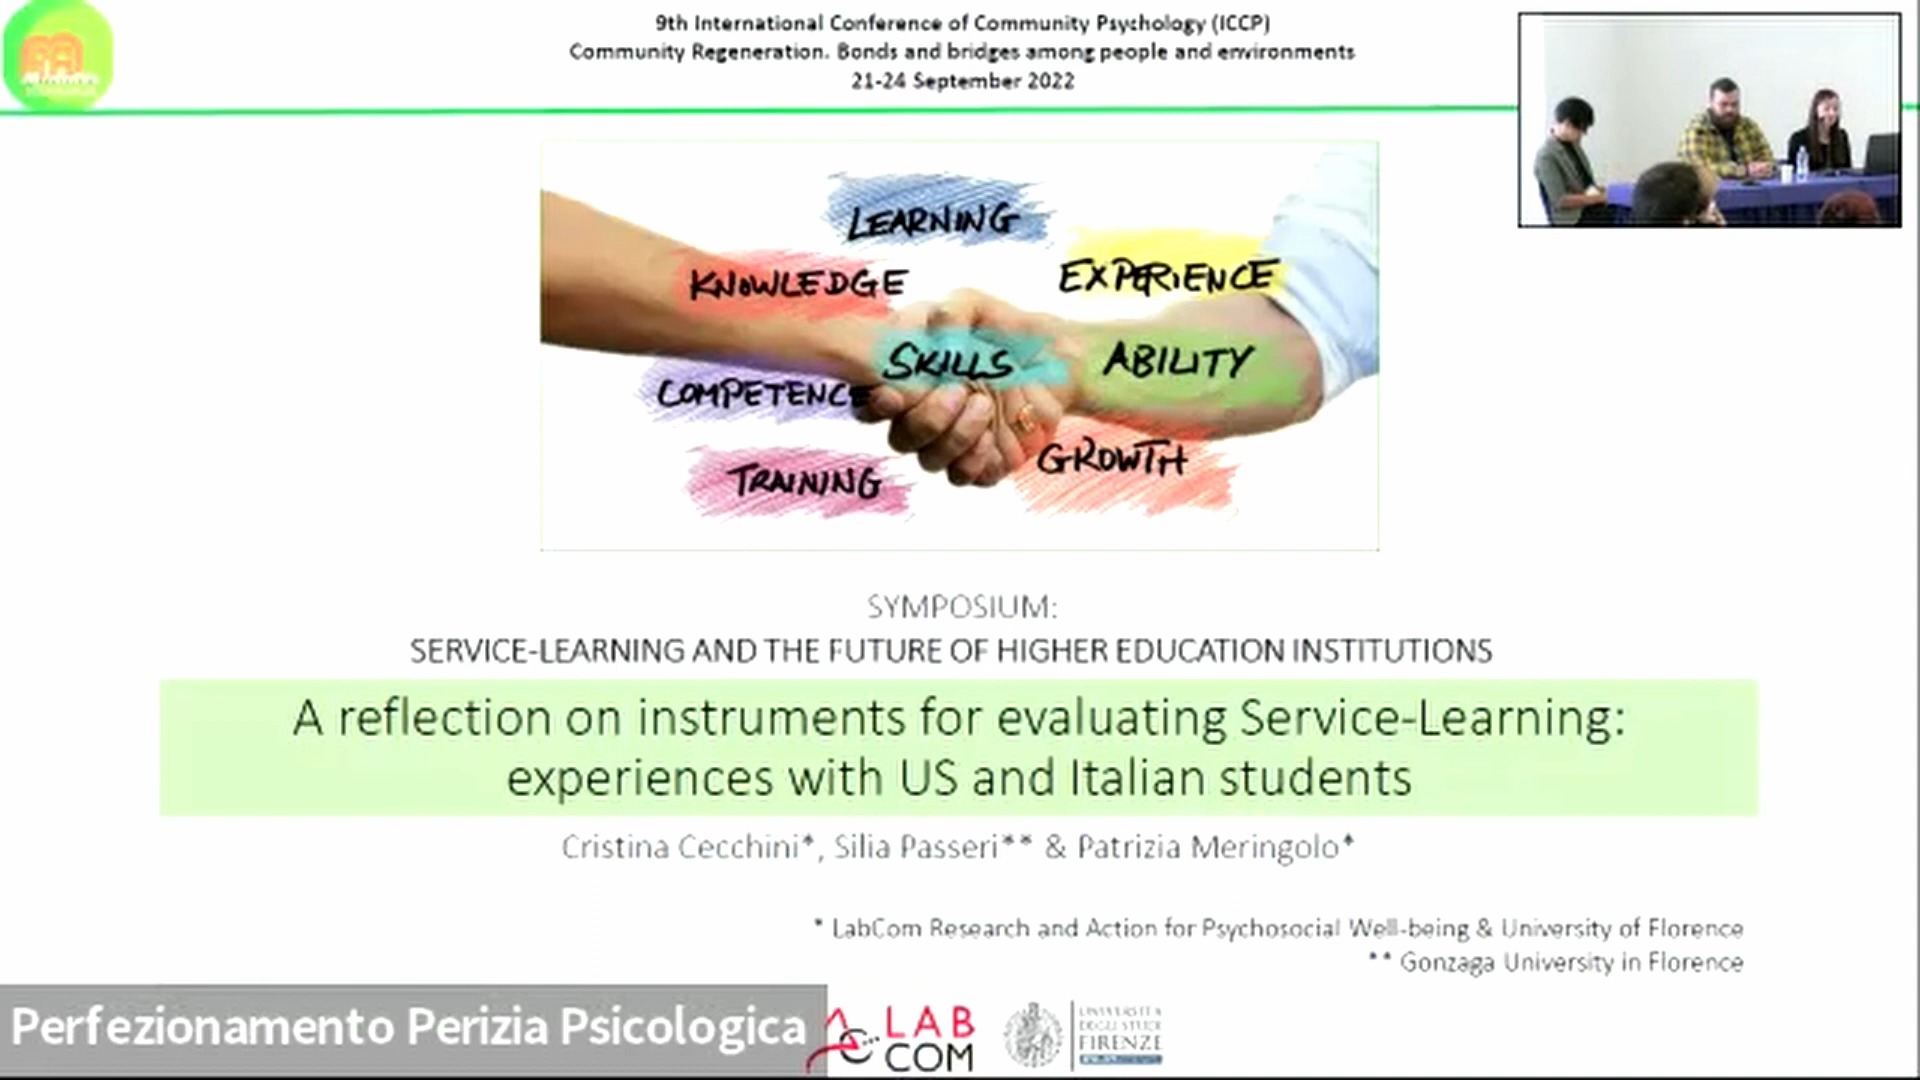 9th International Conference of Community Psychology (ICCP)
Community Regeneration. Bonds and bridges among people and environments
21-24 September 2022
LEARNING
KNOWLEDGE
EXPERIENCE
SKILLS
ABILITY
COMPETENCE
GROWTH
TRAINING
SYMPOSIUM:
SERVICE-LEARNING AND THE FUTURE OF HIGHER EDUCATION INSTITUTIONS
A reflection on instruments for evaluating Service-Learning:
experiences with US and Italian students
Cristina Cecchini*, Silia Passeri** & Patrizia Meringolo*
* LabCom Research and Action for Psychosocial Well-being & University of Florence
** Gonzaga University in Florence
Perfezionamento Perizia Psicologica
LAB
COM
UNIVERSITÀ
DEGLI STUDI
FIRENZE